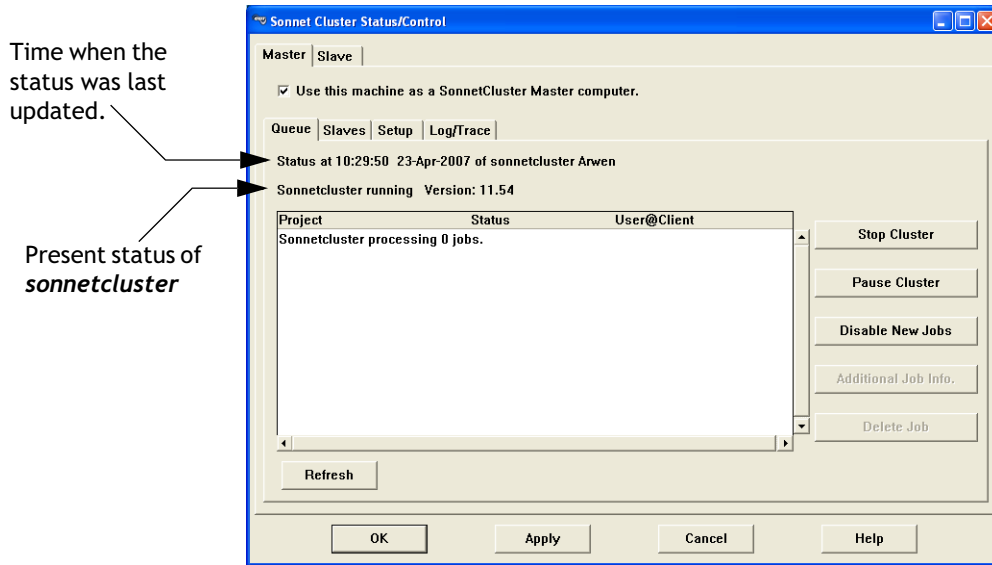 Time when the
status was last
updated.
Present status of
sonnetcluster
Sonnet Cluster Status/Control
Master Slave
Use this machine as a SonnetCluster Master computer.
Queue Slaves Setup Log/Trace
Status at 10:29:50 23-Apr-2007 of sonnetcluster Arwen
Sonnetcluster running Version: 11.54
Project Status User@Client
Sonnetcluster processing 0 jobs.
Stop Cluster
Pause Cluster
Disable New Jobs
Additional Job Info.
Delete Job
Refresh
OK Apply Cancel Help